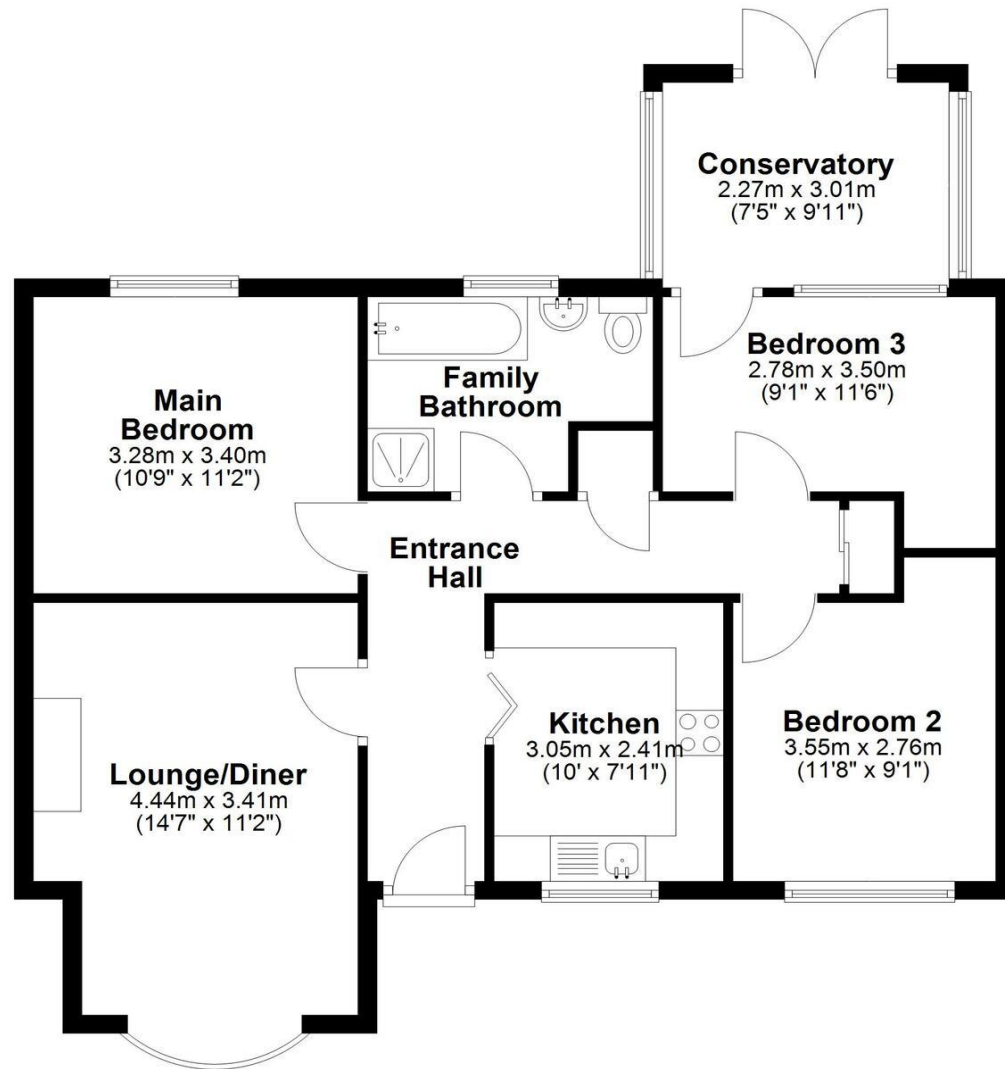 Conservatory
2.27m x 3.01m
(7'5" x 9'11")
Bedroom 3
2.78m x 3.50m
(9'1" x 11'6")
Family
Bathroom
Main
Bedroom
3.28m x 3.40m
(10'9" x 11'2")
Entrance
Hall
Kitchen
3.05m x 2.41m
(10' x 7'11")
Bedroom 2
3.55m x 2.76m
(11'8" x 9'1")
Lounge/Diner
4.44m x 3.41m
(14'7" x 11'2")